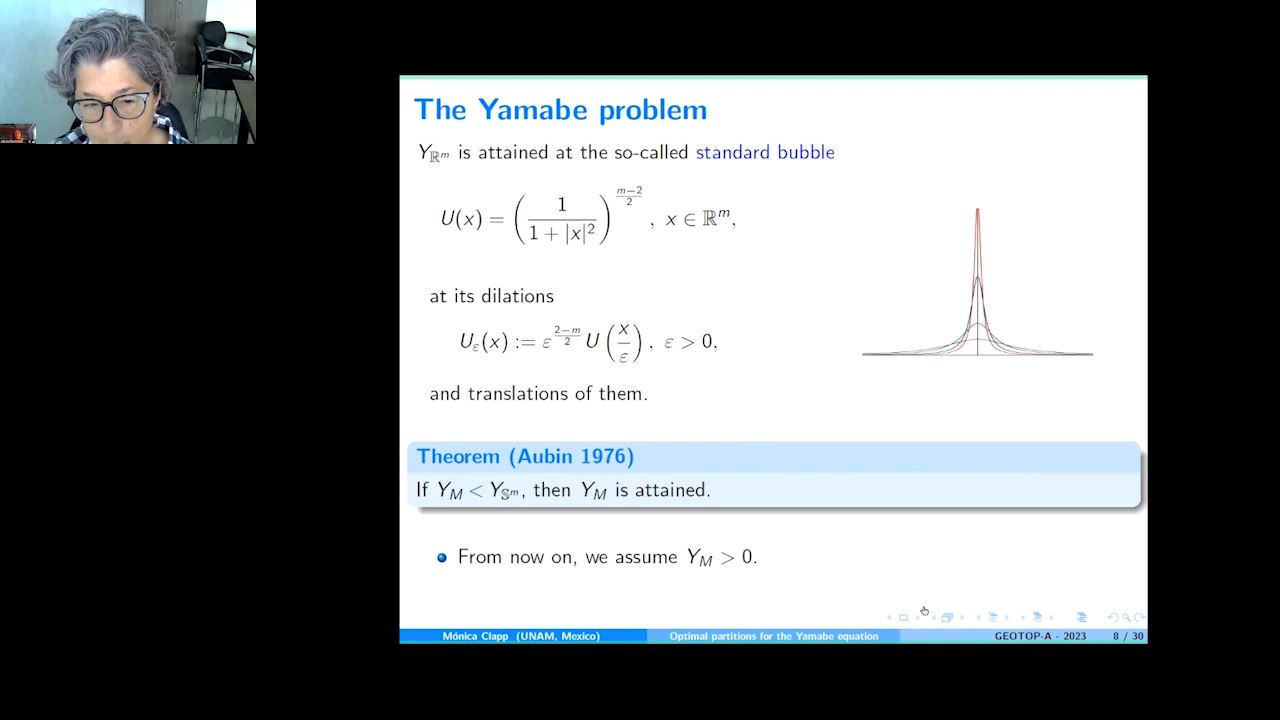 The Yamabe problem
Y_{ℝ^m} is attained at the so-called standard bubble
U(x) = ( 1 / (1 + |x|^2) )^{(m−2)/2} , x ∈ ℝ^m,
at its dilations
U_ε(x) := ε^{(2−m)/2} U ( x / ε ) , ε > 0,
and translations of them.
Theorem (Aubin 1976)
If Y_M < Y_{𝕊^m}, then Y_M is attained.
From now on, we assume Y_M > 0.
Mónica Clapp (UNAM, Mexico) Optimal partitions for the Yamabe equation GEOTOP-A - 2023 8 / 30